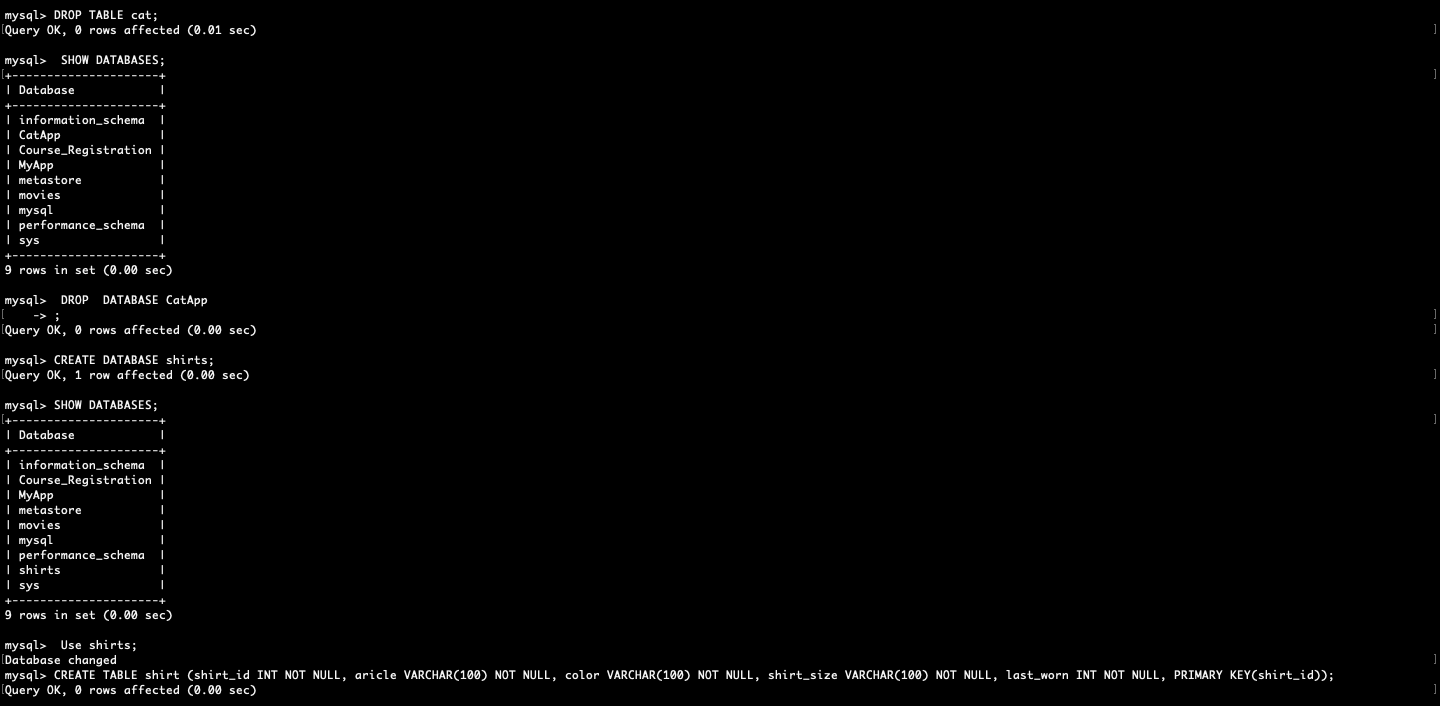 mysql> DROP TABLE cat;
[Query OK, 0 rows affected (0.01 sec) ]
mysql>  SHOW DATABASES;
[+---------------------+ ]
| Database            |
+---------------------+
| information_schema  |
| CatApp              |
| Course_Registration |
| MyApp               |
| metastore           |
| movies              |
| mysql               |
| performance_schema  |
| sys                 |
+---------------------+
9 rows in set (0.00 sec)
mysql>  DROP  DATABASE CatApp
[    -> ; ]
[Query OK, 0 rows affected (0.00 sec) ]
mysql> CREATE DATABASE shirts;
[Query OK, 1 row affected (0.00 sec) ]
mysql> SHOW DATABASES;
[+---------------------+ ]
| Database            |
+---------------------+
| information_schema  |
| Course_Registration |
| MyApp               |
| metastore           |
| movies              |
| mysql               |
| performance_schema  |
| shirts              |
| sys                 |
+---------------------+
9 rows in set (0.00 sec)
mysql>  Use shirts;
[Database changed ]
mysql> CREATE TABLE shirt (shirt_id INT NOT NULL, aricle VARCHAR(100) NOT NULL, color VARCHAR(100) NOT NULL, shirt_size VARCHAR(100) NOT NULL, last_worn INT NOT NULL, PRIMARY KEY(shirt_id));
[Query OK, 0 rows affected (0.00 sec) ]